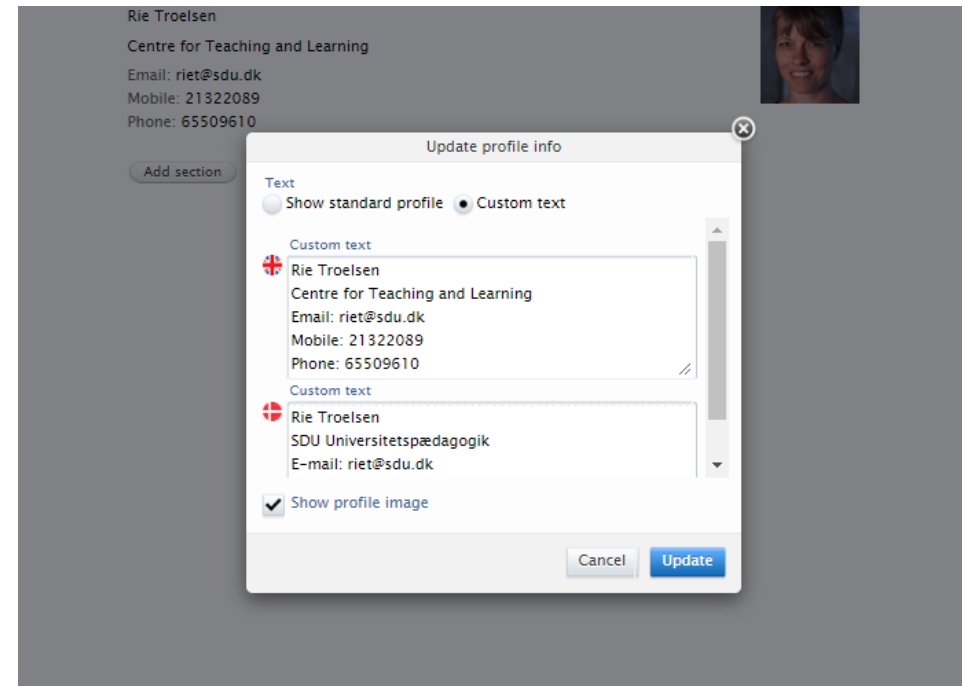 Rie Troelsen
Centre for Teaching and Learning
Email: riet@sdu.dk
Mobile: 21322089
Phone: 65509610
Add section
Update profile info
Text
Show standard profile Custom text
Custom text
Rie Troelsen
Centre for Teaching and Learning
Email: riet@sdu.dk
Mobile: 21322089
Phone: 65509610
Custom text
Rie Troelsen
SDU Universitetspædagogik
E-mail: riet@sdu.dk
Show profile image
Cancel Update